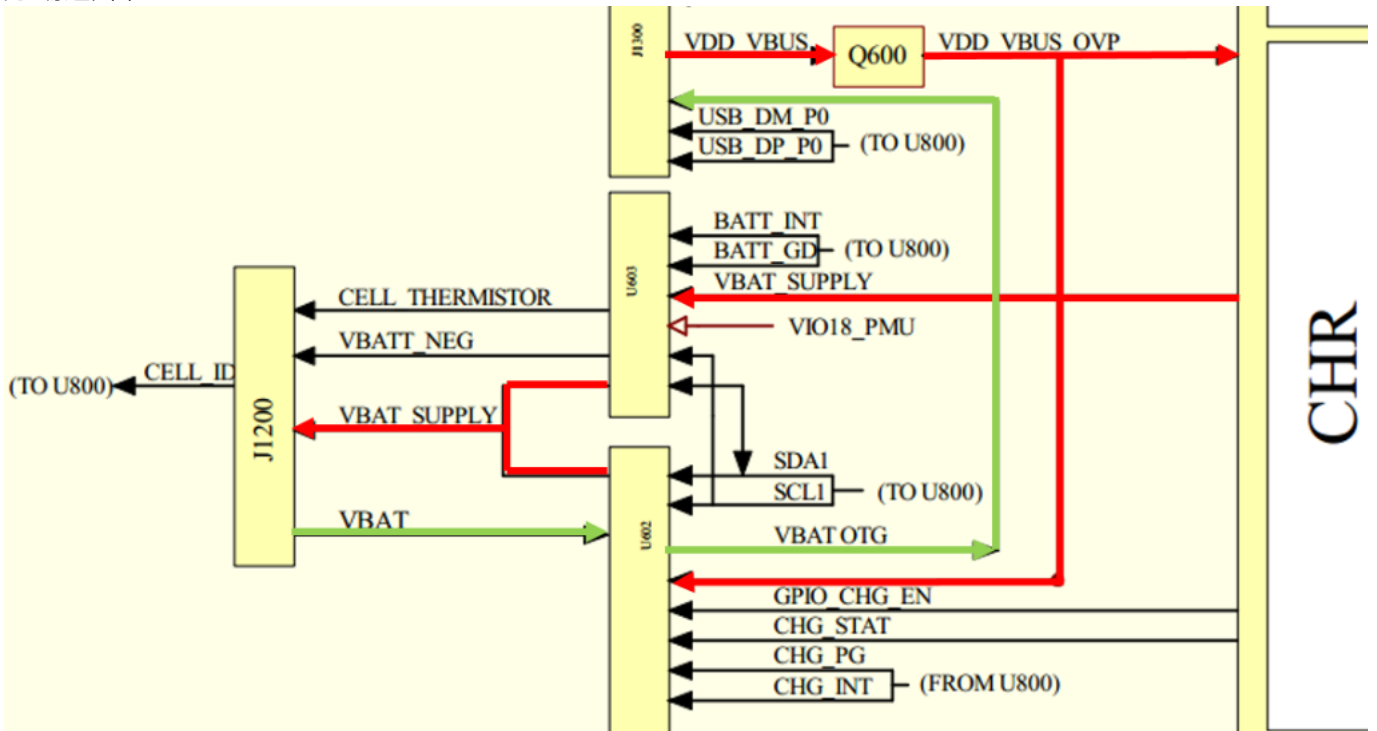 J1300
VDD_VBUS
Q600
VDD_VBUS_OVP
USB_DM_P0
USB_DP_P0
(TO U800)
BATT_INT
BATT_GD
(TO U800)
VBAT_SUPPLY
U603
VIO18_PMU
CELL_THERMISTOR
VBATT_NEG
(TO U800)
CELL_ID
J1200
VBAT_SUPPLY
CHR
SDA1
SCL1
(TO U800)
VBAT
U602
VBAT OTG
GPIO_CHG_EN
CHG_STAT
CHG_PG
CHG_INT
(FROM U800)